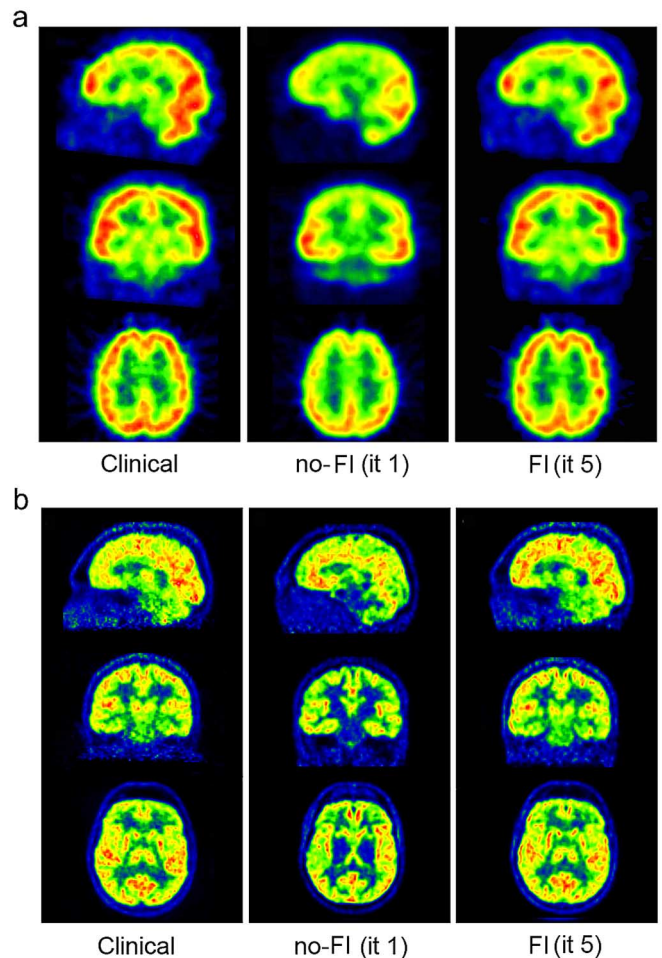 a
Clinical
no-FI (it 1)
FI (it 5)
b
Clinical
no-FI (it 1)
FI (it 5)